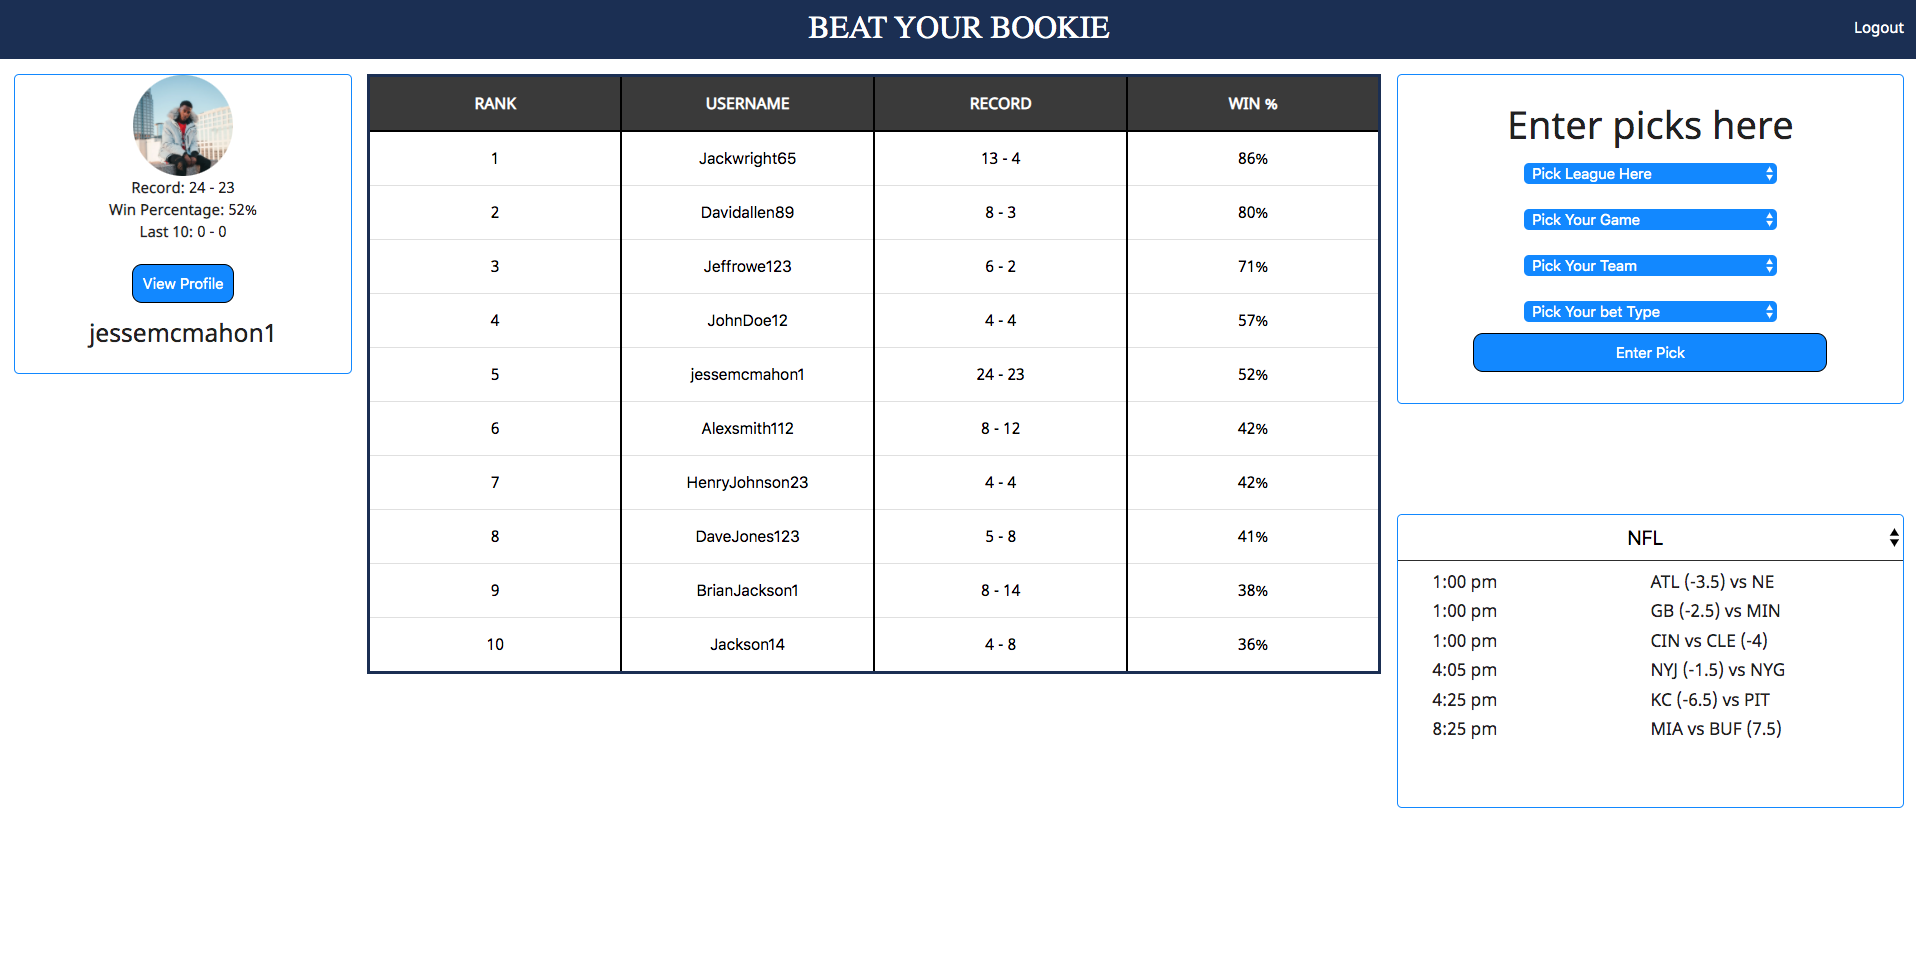 BEAT YOUR BOOKIE
Logout
Record: 24 - 23
Win Percentage: 52%
Last 10: 0 - 0
View Profile
jessemcmahon1
RANK USERNAME RECORD WIN %
1 Jackwright65 13 - 4 86%
2 Davidallen89 8 - 3 80%
3 Jeffrowe123 6 - 2 71%
4 JohnDoe12 4 - 4 57%
5 jessemcmahon1 24 - 23 52%
6 Alexsmith112 8 - 12 42%
7 HenryJohnson23 4 - 4 42%
8 DaveJones123 5 - 8 41%
9 BrianJackson1 8 - 14 38%
10 Jackson14 4 - 8 36%
Enter picks here
Pick League Here
Pick Your Game
Pick Your Team
Pick Your bet Type
Enter Pick
NFL
1:00 pm ATL (-3.5) vs NE
1:00 pm GB (-2.5) vs MIN
1:00 pm CIN vs CLE (-4)
4:05 pm NYJ (-1.5) vs NYG
4:25 pm KC (-6.5) vs PIT
8:25 pm MIA vs BUF (7.5)